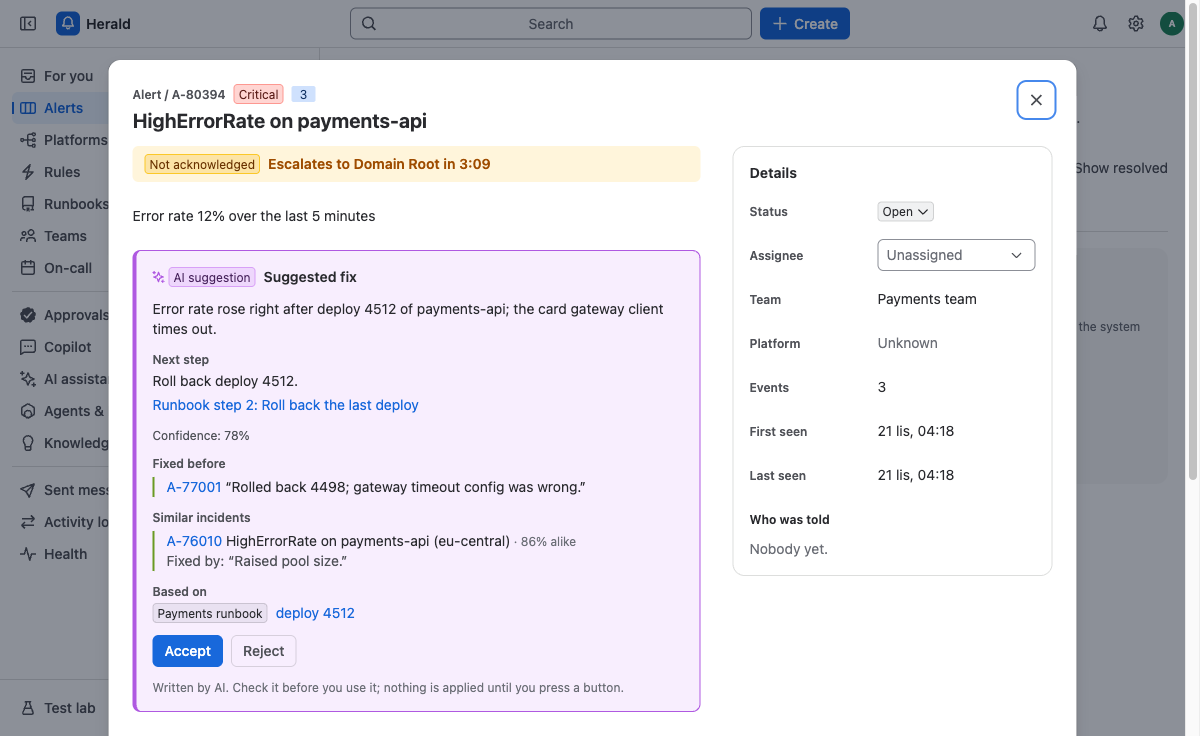 Herald
Search
Create
A
For you
Alerts
Platforms
Rules
Runbooks
Teams
On-call
Approvals
Copilot
AI assista
Agents &
Knowledg
Sent mess
Activity lo
Health
Test lab
Show resolved
the system
Alert / A-80394 Critical 3
HighErrorRate on payments-api
Not acknowledged Escalates to Domain Root in 3:09
Error rate 12% over the last 5 minutes
AI suggestion Suggested fix
Error rate rose right after deploy 4512 of payments-api; the card gateway client
times out.
Next step
Roll back deploy 4512.
Runbook step 2: Roll back the last deploy
Confidence: 78%
Fixed before
A-77001 “Rolled back 4498; gateway timeout config was wrong.”
Similar incidents
A-76010 HighErrorRate on payments-api (eu-central) · 86% alike
Fixed by: “Raised pool size.”
Based on
Payments runbook deploy 4512
Accept Reject
Written by AI. Check it before you use it; nothing is applied until you press a button.
Details
Status Open
Assignee Unassigned
Team Payments team
Platform Unknown
Events 3
First seen 21 lis, 04:18
Last seen 21 lis, 04:18
Who was told
Nobody yet.